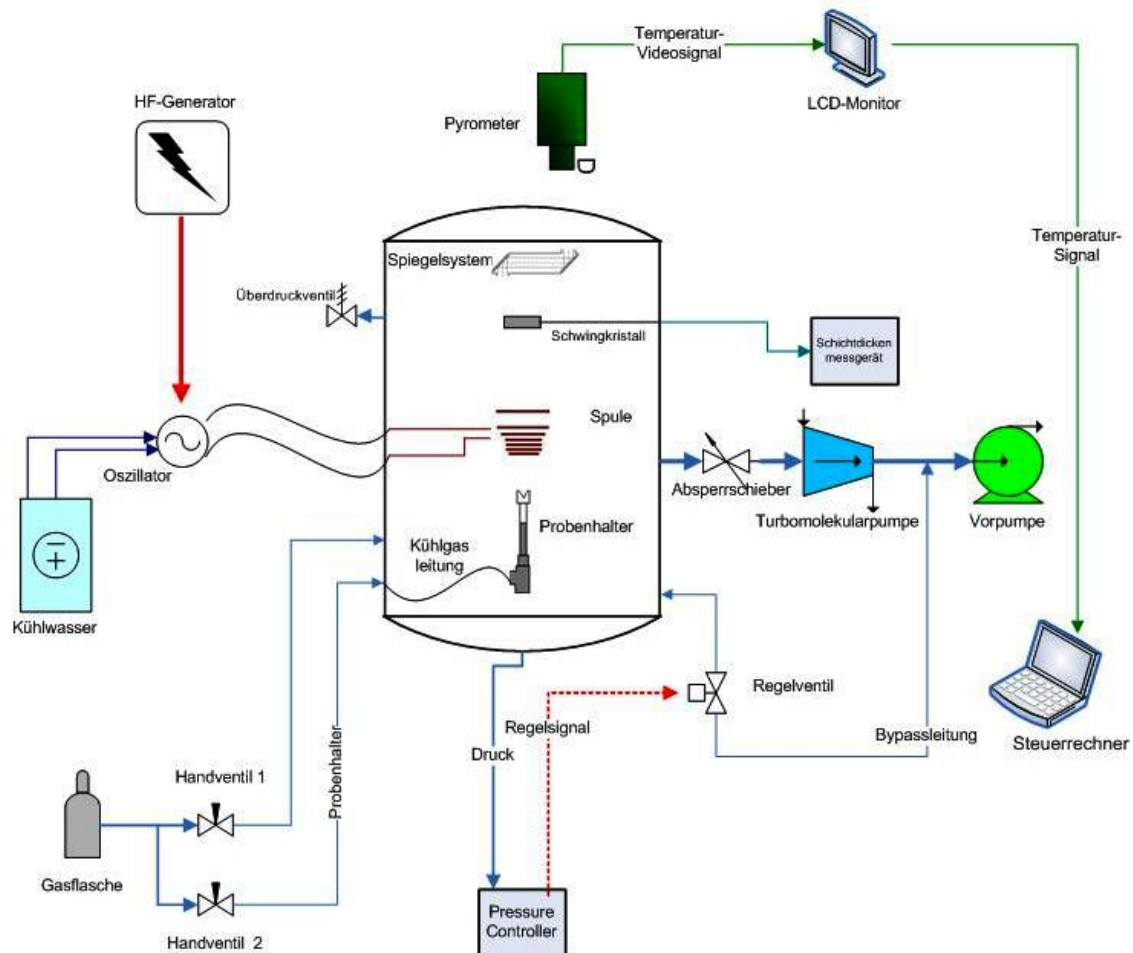 Temperatur-
Videosignal
LCD-Monitor
HF-Generator
Pyrometer
Temperatur-
Signal
Spiegelsystem
Überdruckventil
Schwingkristall
Schichtdicken
messgerät
Spule
Oszillator
Absperrschieber
Turbomolekularpumpe
Vorpumpe
Probenhalter
Kühlgas
leitung
Kühlwasser
Regelventil
Regelsignal
Bypassleitung
Steuerrechner
Druck
Probenhalter
Handventil 1
Gasflasche
Handventil 2
Pressure
Controller